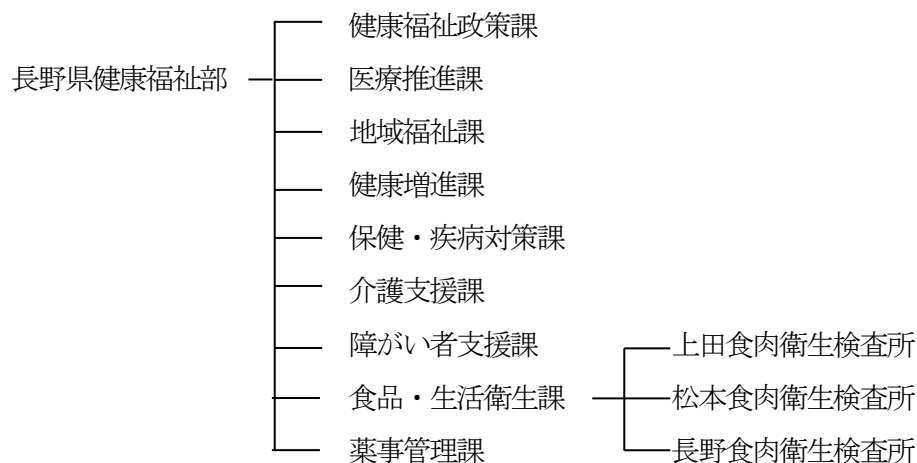 健康福祉政策課
長野県健康福祉部
医療推進課
地域福祉課
健康増進課
保健・疾病対策課
介護支援課
障がい者支援課
上田食肉衛生検査所
食品・生活衛生課
松本食肉衛生検査所
薬事管理課
長野食肉衛生検査所